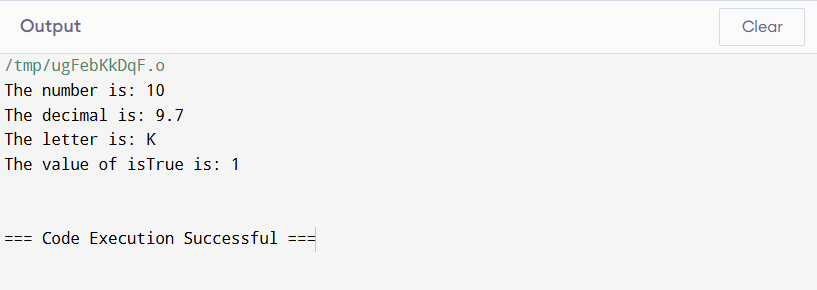 Output
Clear
/tmp/ugFebKkDqF.o
The number is: 10
The decimal is: 9.7
The letter is: K
The value of isTrue is: 1
=== Code Execution Successful ===